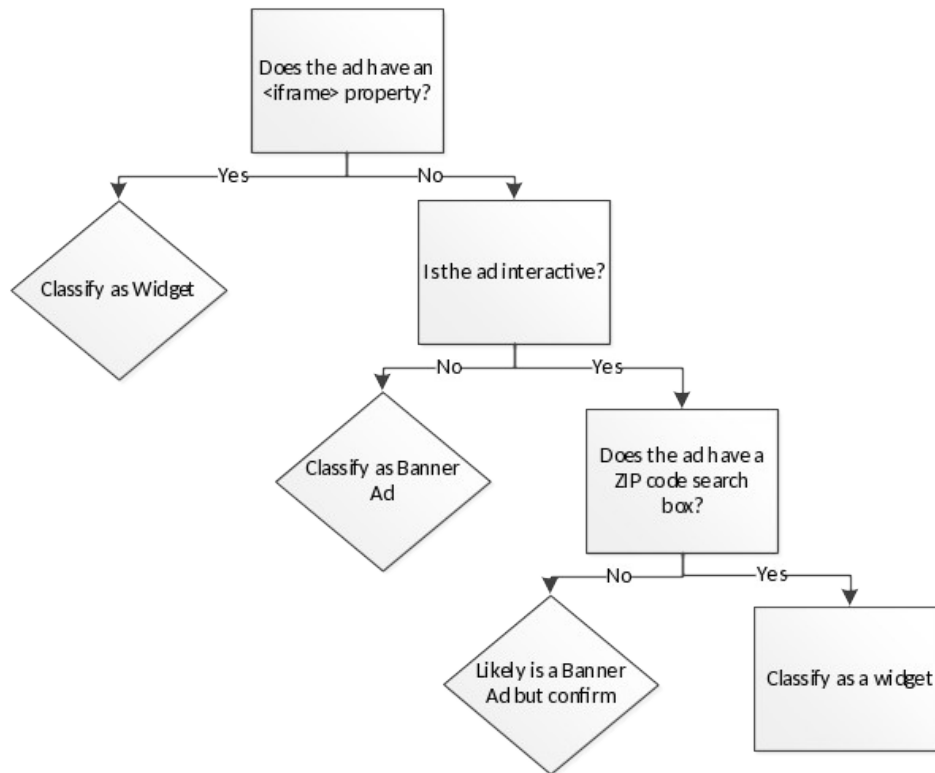 Does the ad have an
<iframe> property?
Yes
No
Classify as Widget
Is the ad interactive?
No
Yes
Classify as Banner
Ad
Does the ad have a
ZIP code search
box?
No
Yes
Likely is a Banner
Ad but confirm
Classify as a widget